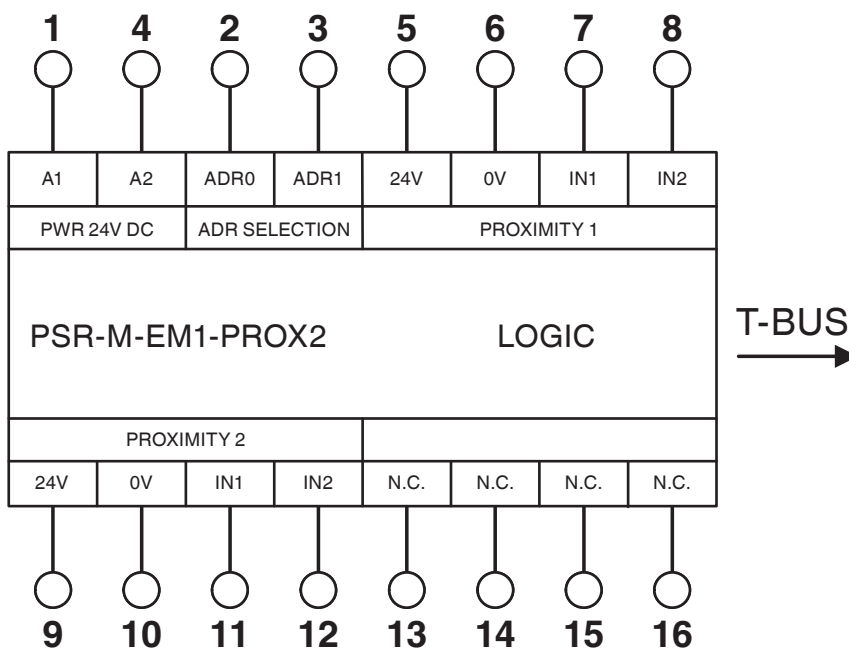 1 4 2 3 5 6 7 8
A1 A2 ADR0 ADR1 24V 0V IN1 IN2
PWR 24V DC ADR SELECTION PROXIMITY 1
PSR-M-EM1-PROX2 LOGIC
T-BUS
PROXIMITY 2
24V 0V IN1 IN2 N.C. N.C. N.C. N.C.
9 10 11 12 13 14 15 16